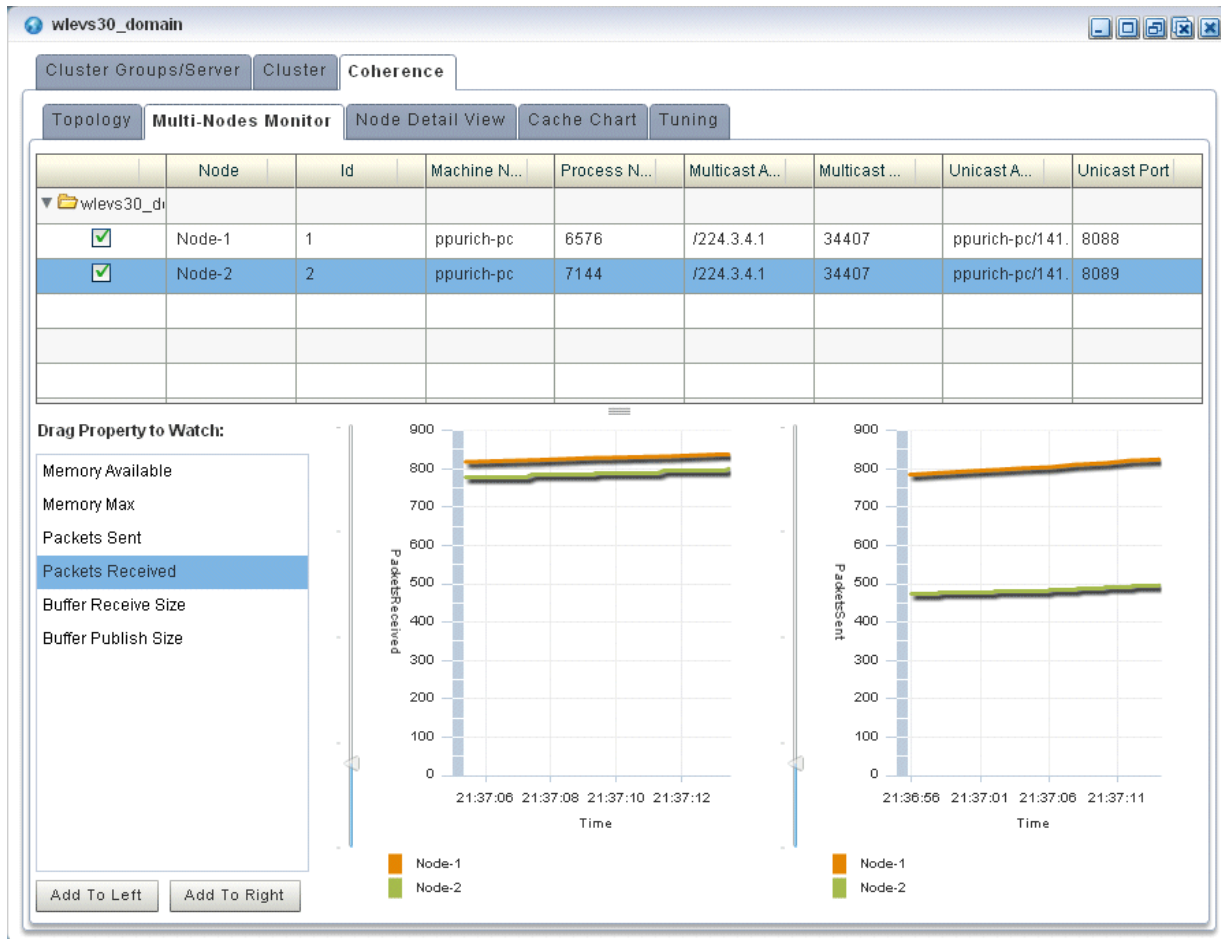 wlevs30_domain
Cluster Groups/Server Cluster Coherence
Topology Multi-Nodes Monitor Node Detail View Cache Chart Tuning
Node Id Machine N... Process N... Multicast A... Multicast ... Unicast A... Unicast Port
wlevs30_d
Node-1 1 ppurich-pc 6576 /224.3.4.1 34407 ppurich-pc/141. 8088
Node-2 2 ppurich-pc 7144 /224.3.4.1 34407 ppurich-pc/141. 8089
Drag Property to Watch:
Memory Available
Memory Max
Packets Sent
Packets Received
Buffer Receive Size
Buffer Publish Size
Add To Left Add To Right
900
800
700
600
500
400
300
200
100
0
PacketsReceived
21:37:06 21:37:08 21:37:10 21:37:12
Time
Node-1
Node-2
900
800
700
600
500
400
300
200
100
0
PacketsSent
21:36:56 21:37:01 21:37:06 21:37:11
Time
Node-1
Node-2